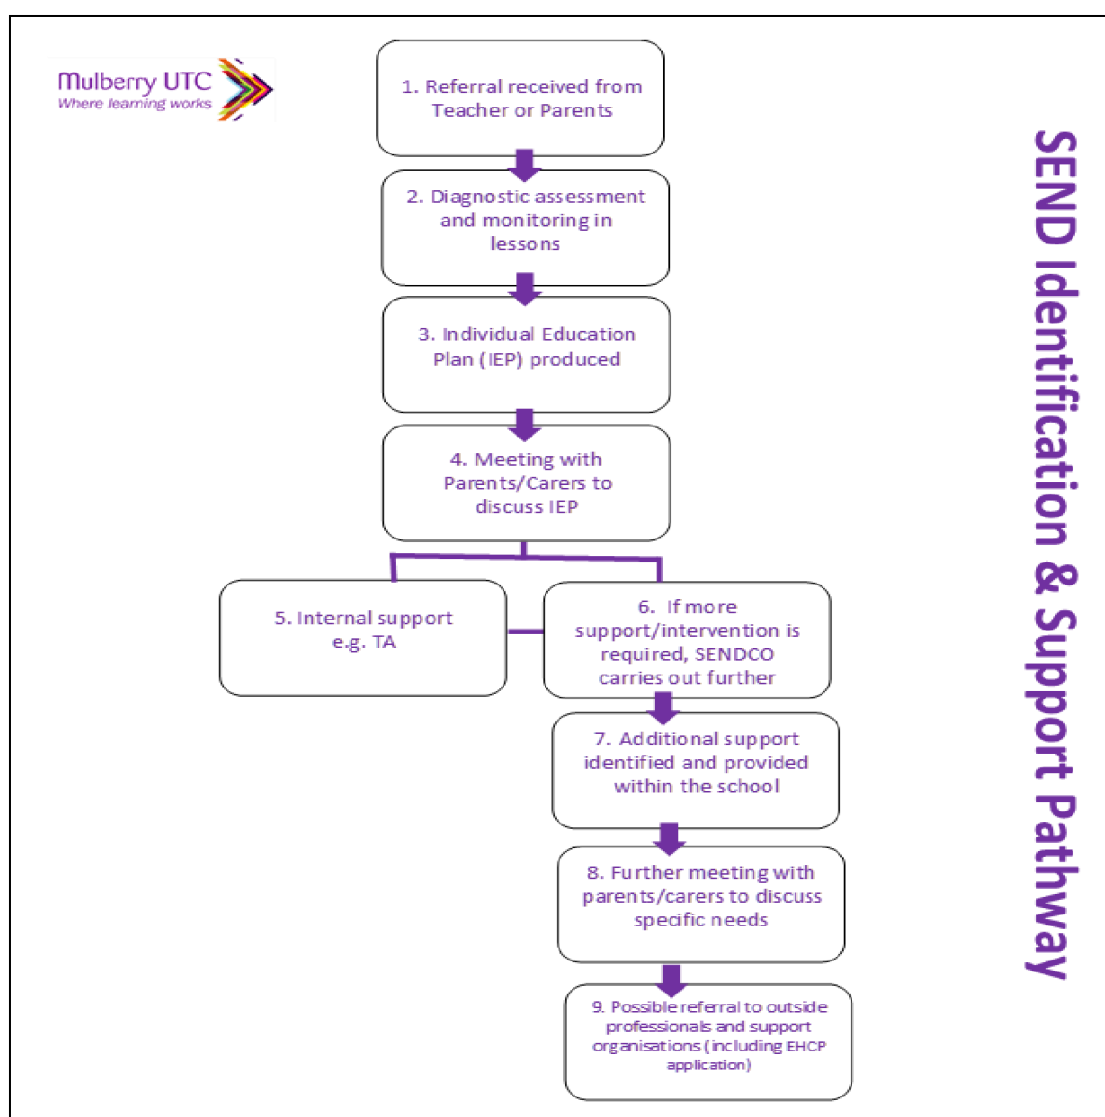 Mulberry UTC
Where learning works
1. Referral received from
Teacher or Parents
2. Diagnostic assessment
and monitoring in
lessons
3. Individual Education
Plan (IEP) produced
4. Meeting with
Parents/Carers to
discuss IEP
5. Internal support
e.g. TA
6. If more
support/intervention is
required, SENDCO
carries out further
7. Additional support
identified and provided
within the school
8. Further meeting with
parents/carers to discuss
specific needs
9. Possible referral to outside
professionals and support
organisations (including EHCP
application)
SEND Identification & Support Pathway